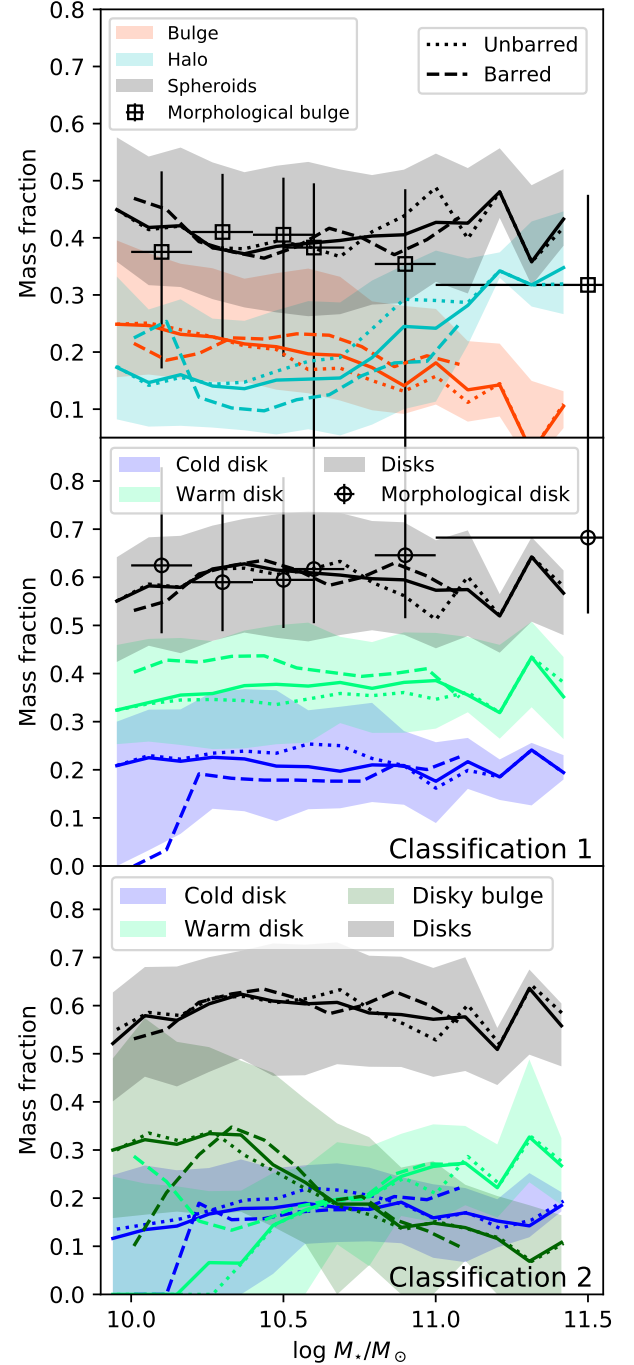 0.8
Bulge
Halo
Spheroids
Morphological bulge
Unbarred
Barred
0.7
0.6
0.5
0.4
0.3
0.2
0.1
Mass fraction
Cold disk
Warm disk
Disks
Morphological disk
0.8
0.7
0.6
0.5
0.4
0.3
0.2
0.1
0.0
Mass fraction
Classification 1
Cold disk
Warm disk
Disky bulge
Disks
0.8
0.7
0.6
0.5
0.4
0.3
0.2
0.1
0.0
Mass fraction
Classification 2
10.0 10.5 11.0 11.5
log M⋆/M⊙